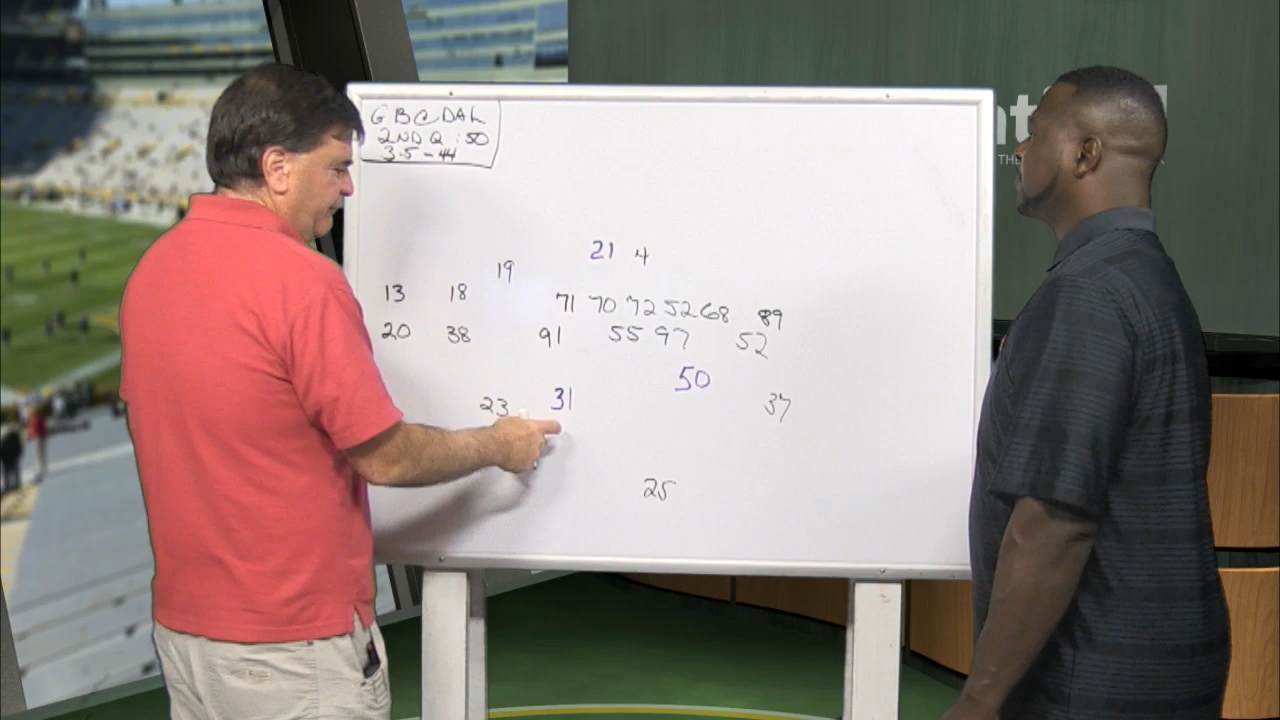 GB@DAL
2ND Q :50
3-5-44
21 4
19
13 18
71 70 72 52 68 89
20 38 91 55 97 52
50
23 31 37
25
THE